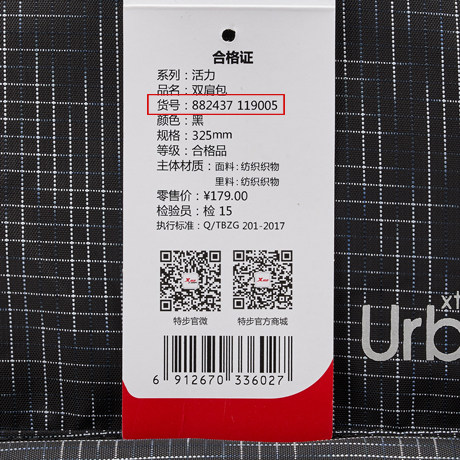 合格证
系列：活力
品名：双眉包
货号：882437 119005
颜色：黑
规格：325mm
等级：合格品
主体材质：面料：纺织织物
里料：纺织织物
零售价：¥179.00
检验员：检 15
执行标准：Q/TBZG 201-2017
特步官微
特步官方商城
6 912670 336027
xt
Urb